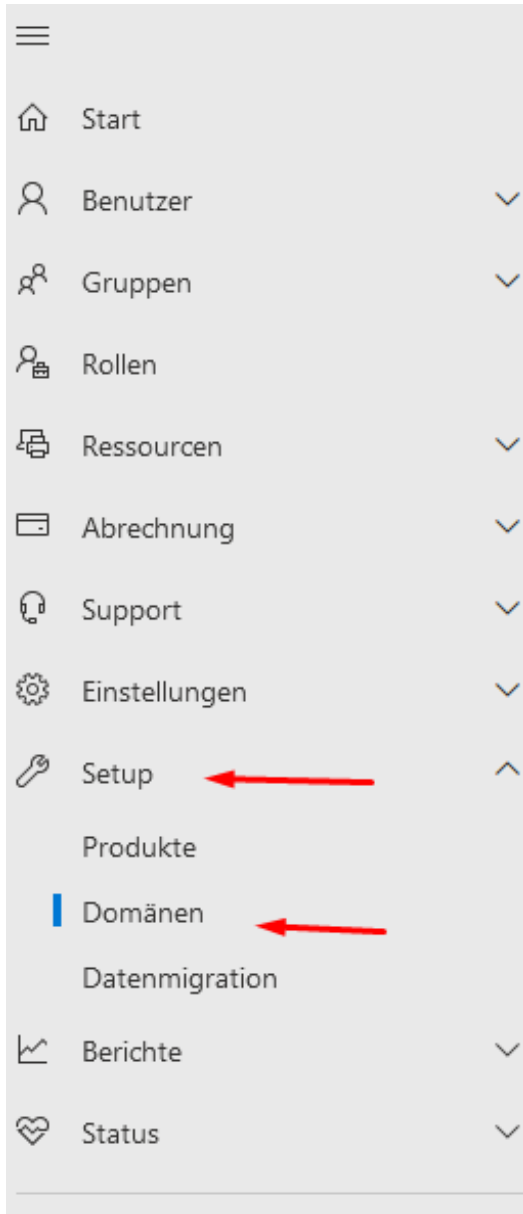 Start
Benutzer
Gruppen
Rollen
Ressourcen
Abrechnung
Support
Einstellungen
Setup
Produkte
Domänen
Datenmigration
Berichte
Status